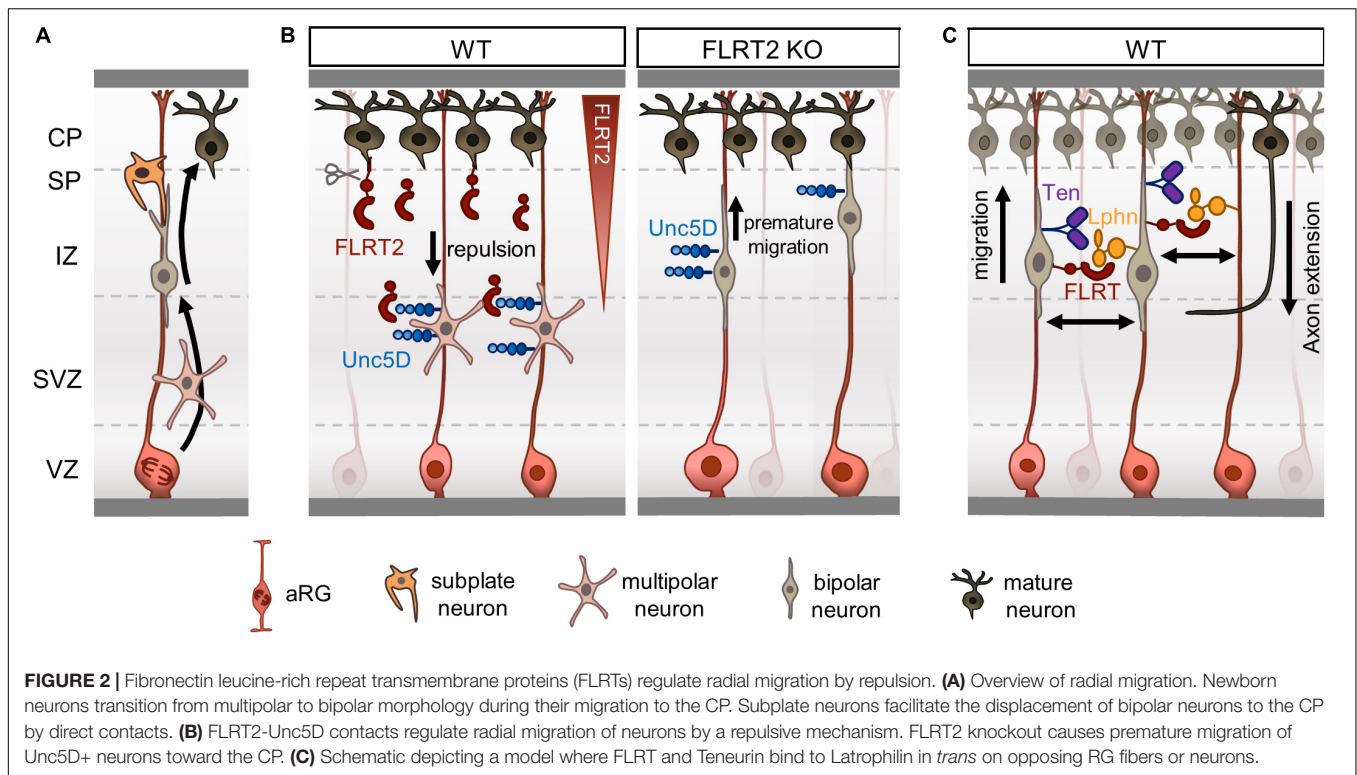 A
B
WT
FLRT2 KO
C
WT
CP
SP
IZ
SVZ
VZ
FLRT2
FLRT2
repulsion
Unc5D
Unc5D
premature
migration
migration
Ten
Lphn
FLRT
Axon extension
aRG
subplate
neuron
multipolar
neuron
bipolar
neuron
mature
neuron
FIGURE 2 | Fibronectin leucine-rich repeat transmembrane proteins (FLRTs) regulate radial migration by repulsion. (A) Overview of radial migration. Newborn
neurons transition from multipolar to bipolar morphology during their migration to the CP. Subplate neurons facilitate the displacement of bipolar neurons to the CP
by direct contacts. (B) FLRT2-Unc5D contacts regulate radial migration of neurons by a repulsive mechanism. FLRT2 knockout causes premature migration of
Unc5D+ neurons toward the CP. (C) Schematic depicting a model where FLRT and Teneurin bind to Latrophilin in trans on opposing RG fibers or neurons.